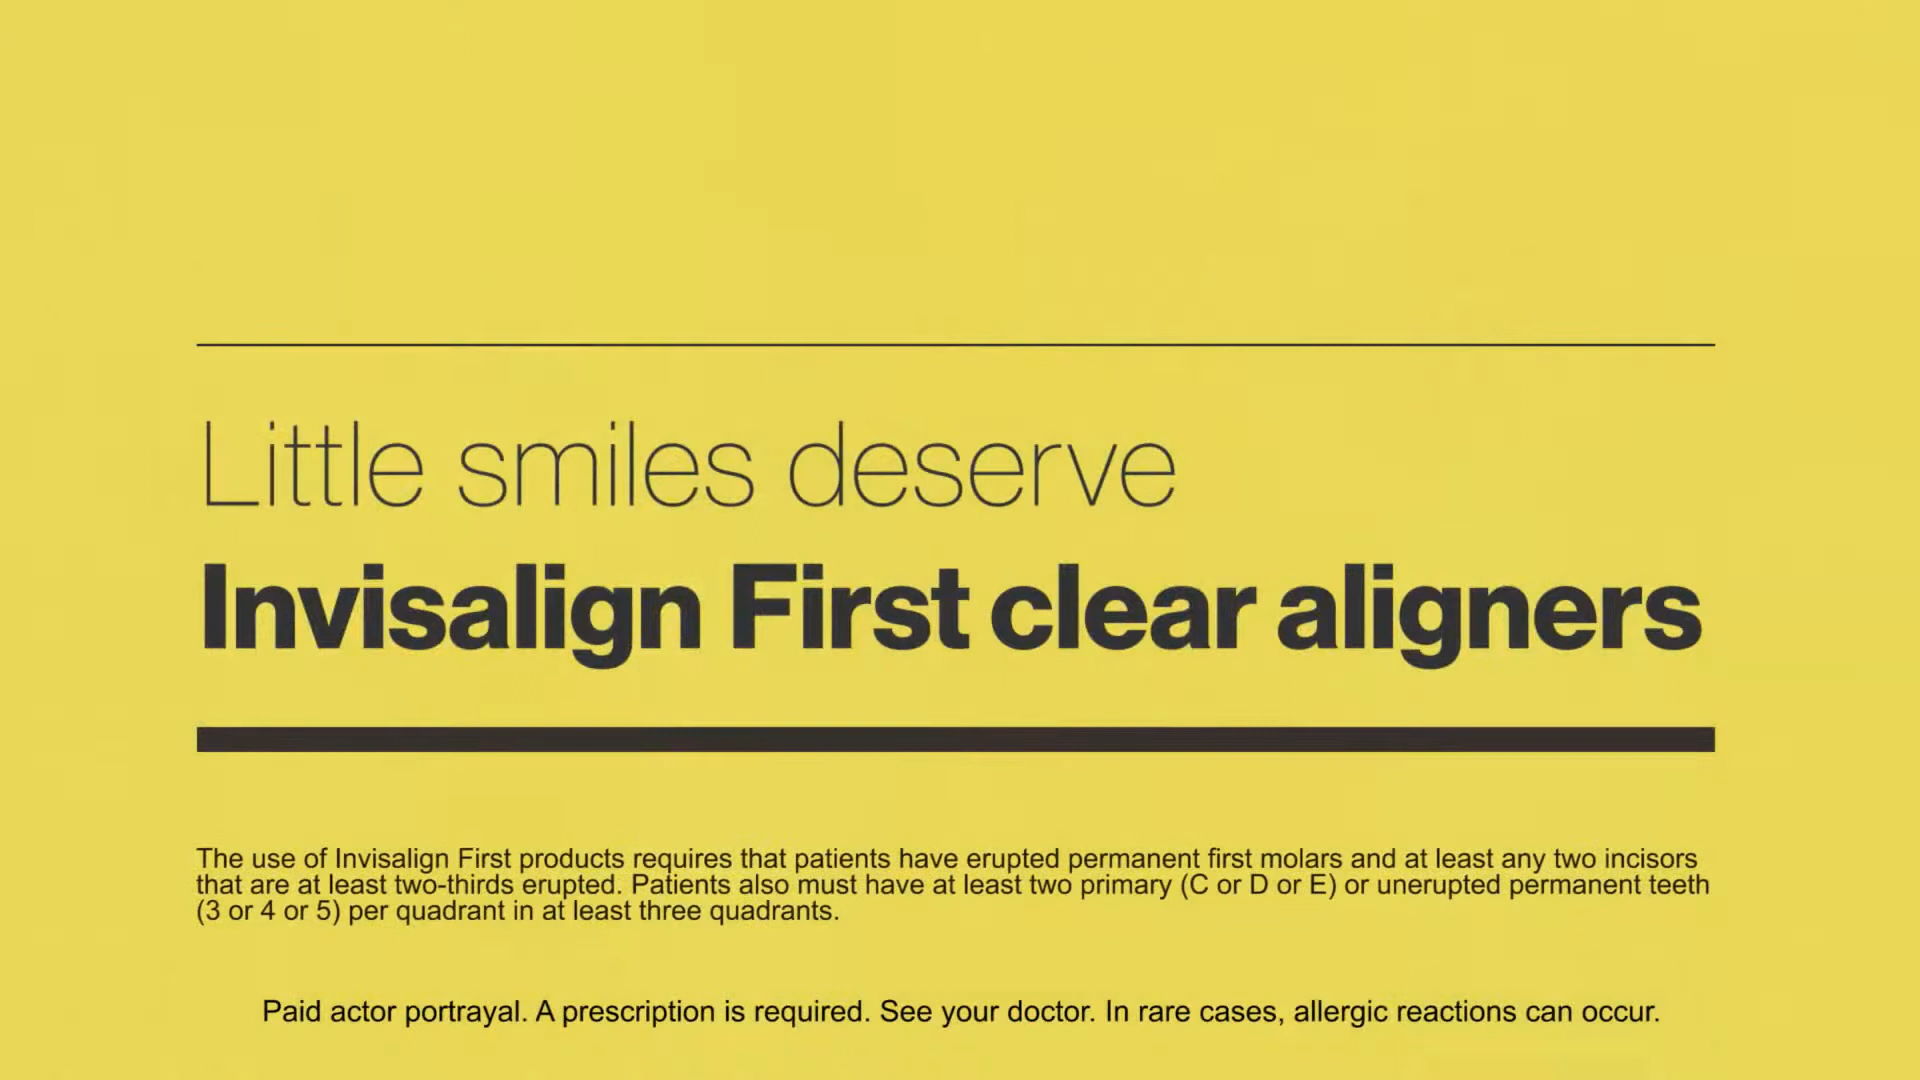 Little smiles deserve
Invisalign First clear aligners
The use of Invisalign First products requires that patients have erupted permanent first molars and at least any two incisors
that are at least two-thirds erupted. Patients also must have at least two primary (C or D or E) or unerupted permanent teeth
(3 or 4 or 5) per quadrant in at least three quadrants.
Paid actor portrayal. A prescription is required. See your doctor. In rare cases, allergic reactions can occur.